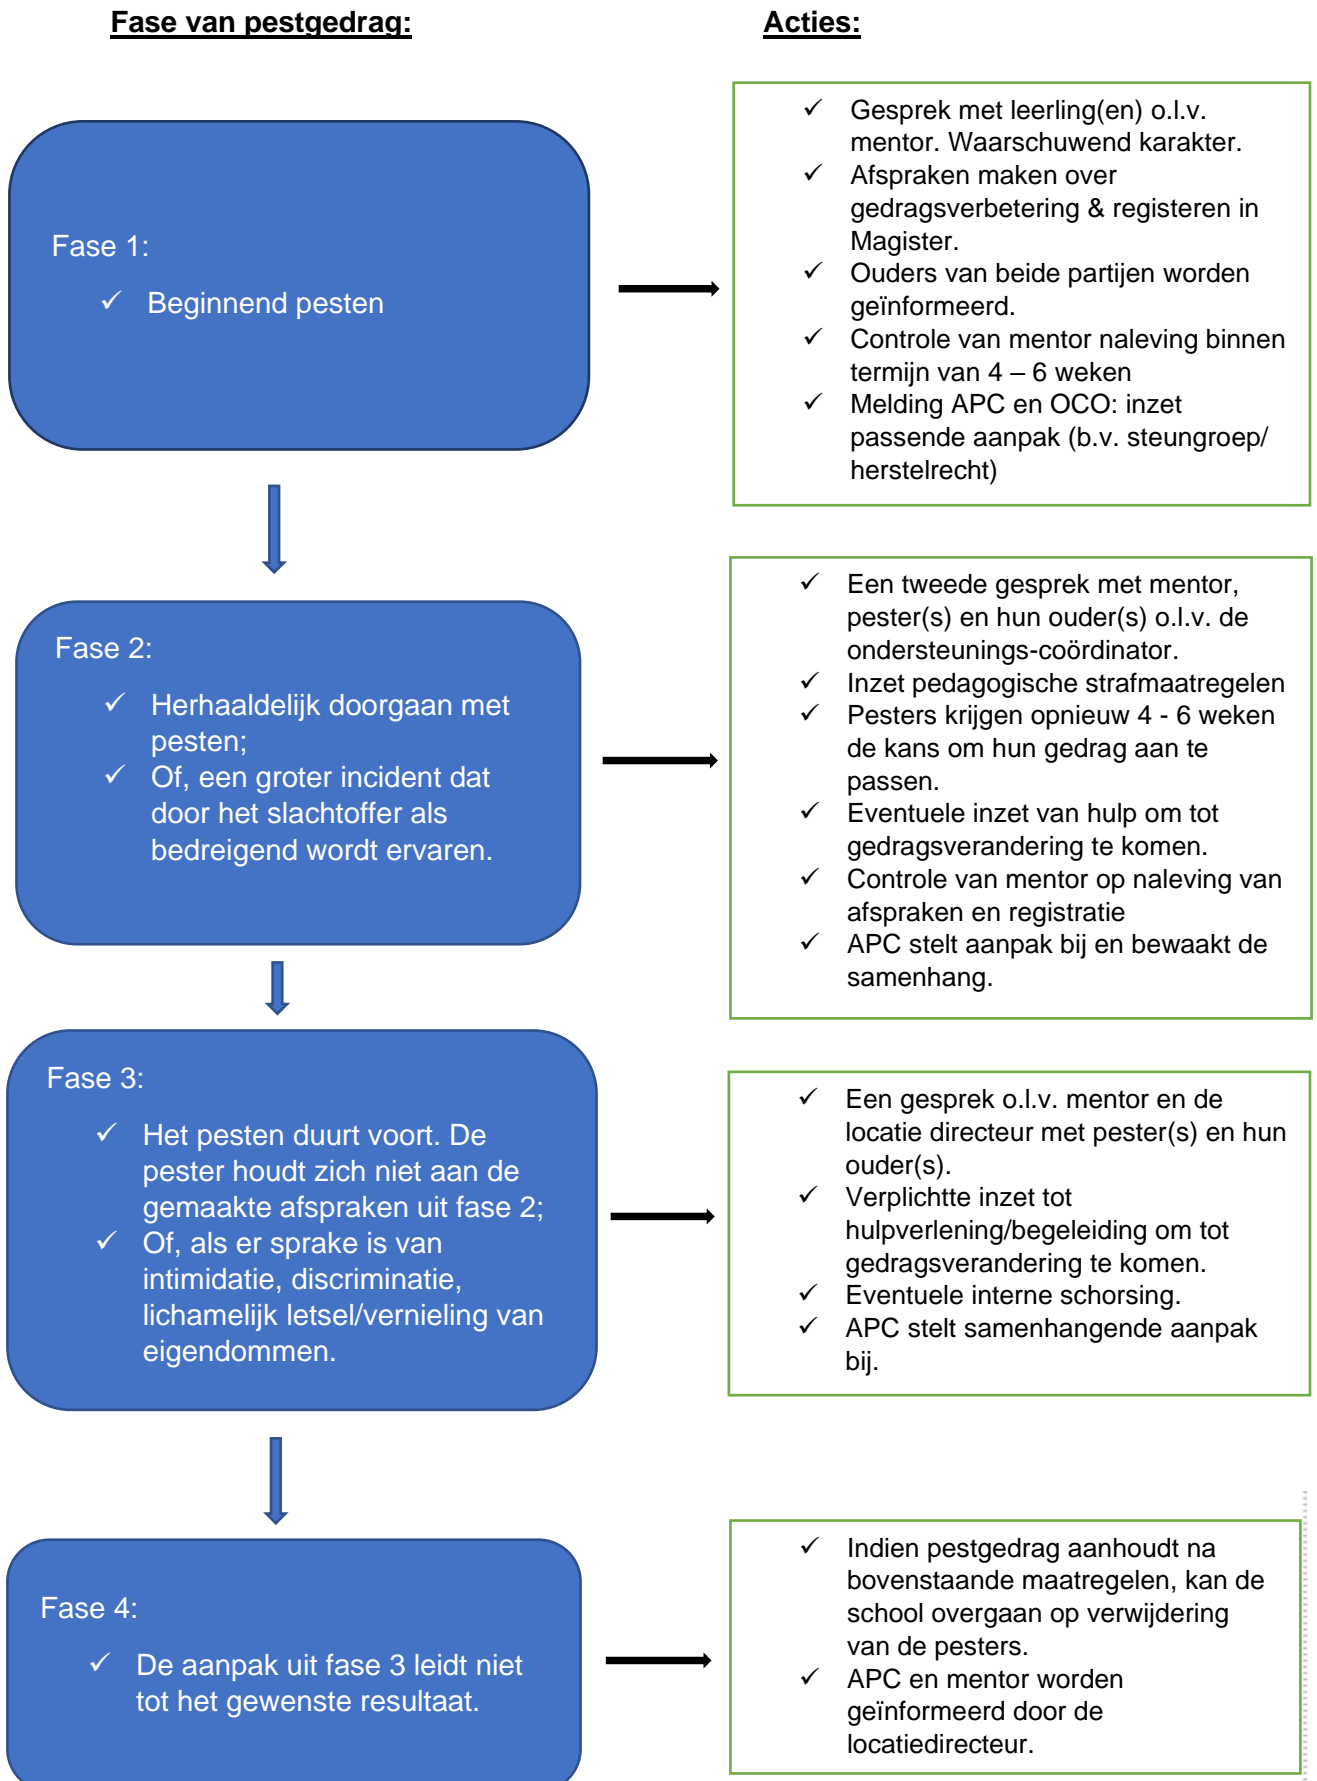 Fase van pestgedrag:
Acties:
Fase 1:
✓ Beginnend pesten
✓ Gesprek met leerling(en) o.l.v.
mentor. Waarschuwend karakter.
✓ Afspraken maken over
gedragsverbetering & registeren in
Magister.
✓ Ouders van beide partijen worden
geïnformeerd.
✓ Controle van mentor naleving binnen
termijn van 4 – 6 weken
✓ Melding APC en OCO: inzet
passende aanpak (b.v. steungroep/
herstelrecht)
Fase 2:
✓ Herhaaldelijk doorgaan met
pesten;
✓ Of, een groter incident dat
door het slachtoffer als
bedreigend wordt ervaren.
✓ Een tweede gesprek met mentor,
pester(s) en hun ouder(s) o.l.v. de
ondersteunings-coördinator.
✓ Inzet pedagogische strafmaatregelen
✓ Pesters krijgen opnieuw 4 - 6 weken
de kans om hun gedrag aan te
passen.
✓ Eventuele inzet van hulp om tot
gedragsverandering te komen.
✓ Controle van mentor op naleving van
afspraken en registratie
✓ APC stelt aanpak bij en bewaakt de
samenhang.
Fase 3:
✓ Het pesten duurt voort. De
pester houdt zich niet aan de
gemaakte afspraken uit fase 2;
✓ Of, als er sprake is van
intimidatie, discriminatie,
lichamelijk letsel/vernieling van
eigendommen.
✓ Een gesprek o.l.v. mentor en de
locatie directeur met pester(s) en hun
ouder(s).
✓ Verplichtte inzet tot
hulpverlening/begeleiding om tot
gedragsverandering te komen.
✓ Eventuele interne schorsing.
✓ APC stelt samenhangende aanpak
bij.
Fase 4:
✓ De aanpak uit fase 3 leidt niet
tot het gewenste resultaat.
✓ Indien pestgedrag aanhoudt na
bovenstaande maatregelen, kan de
school overgaan op verwijdering
van de pesters.
✓ APC en mentor worden
geïnformeerd door de
locatiedirecteur.